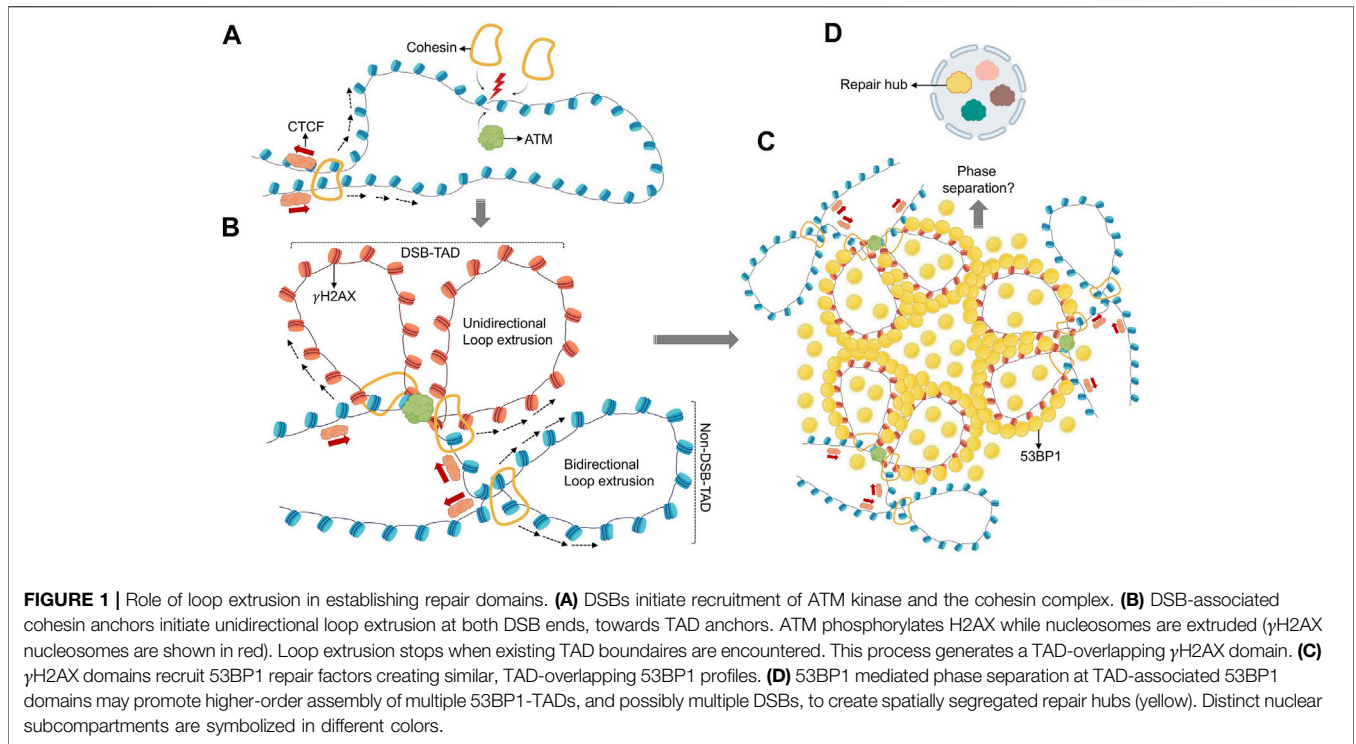 A
Cohesin
CTCF
ATM
B
DSB-TAD
γH2AX
Unidirectional
Loop extrusion
Bidirectional
Loop extrusion
Non-DSB-TAD
D
Repair hub
C
Phase
separation?
53BP1
FIGURE 1 | Role of loop extrusion in establishing repair domains. (A) DSBs initiate recruitment of ATM kinase and the cohesin complex. (B) DSB-associated
cohesin anchors initiate unidirectional loop extrusion at both DSB ends, towards TAD anchors. ATM phosphorylates H2AX while nucleosomes are extruded (γH2AX
nucleosomes are shown in red). Loop extrusion stops when existing TAD boundaires are encountered. This process generates a TAD-overlapping γH2AX domain. (C)
γH2AX domains recruit 53BP1 repair factors creating similar, TAD-overlapping 53BP1 profiles. (D) 53BP1 mediated phase separation at TAD-associated 53BP1
domains may promote higher-order assembly of multiple 53BP1-TADs, and possibly multiple DSBs, to create spatially segregated repair hubs (yellow). Distinct nuclear
subcompartments are symbolized in different colors.